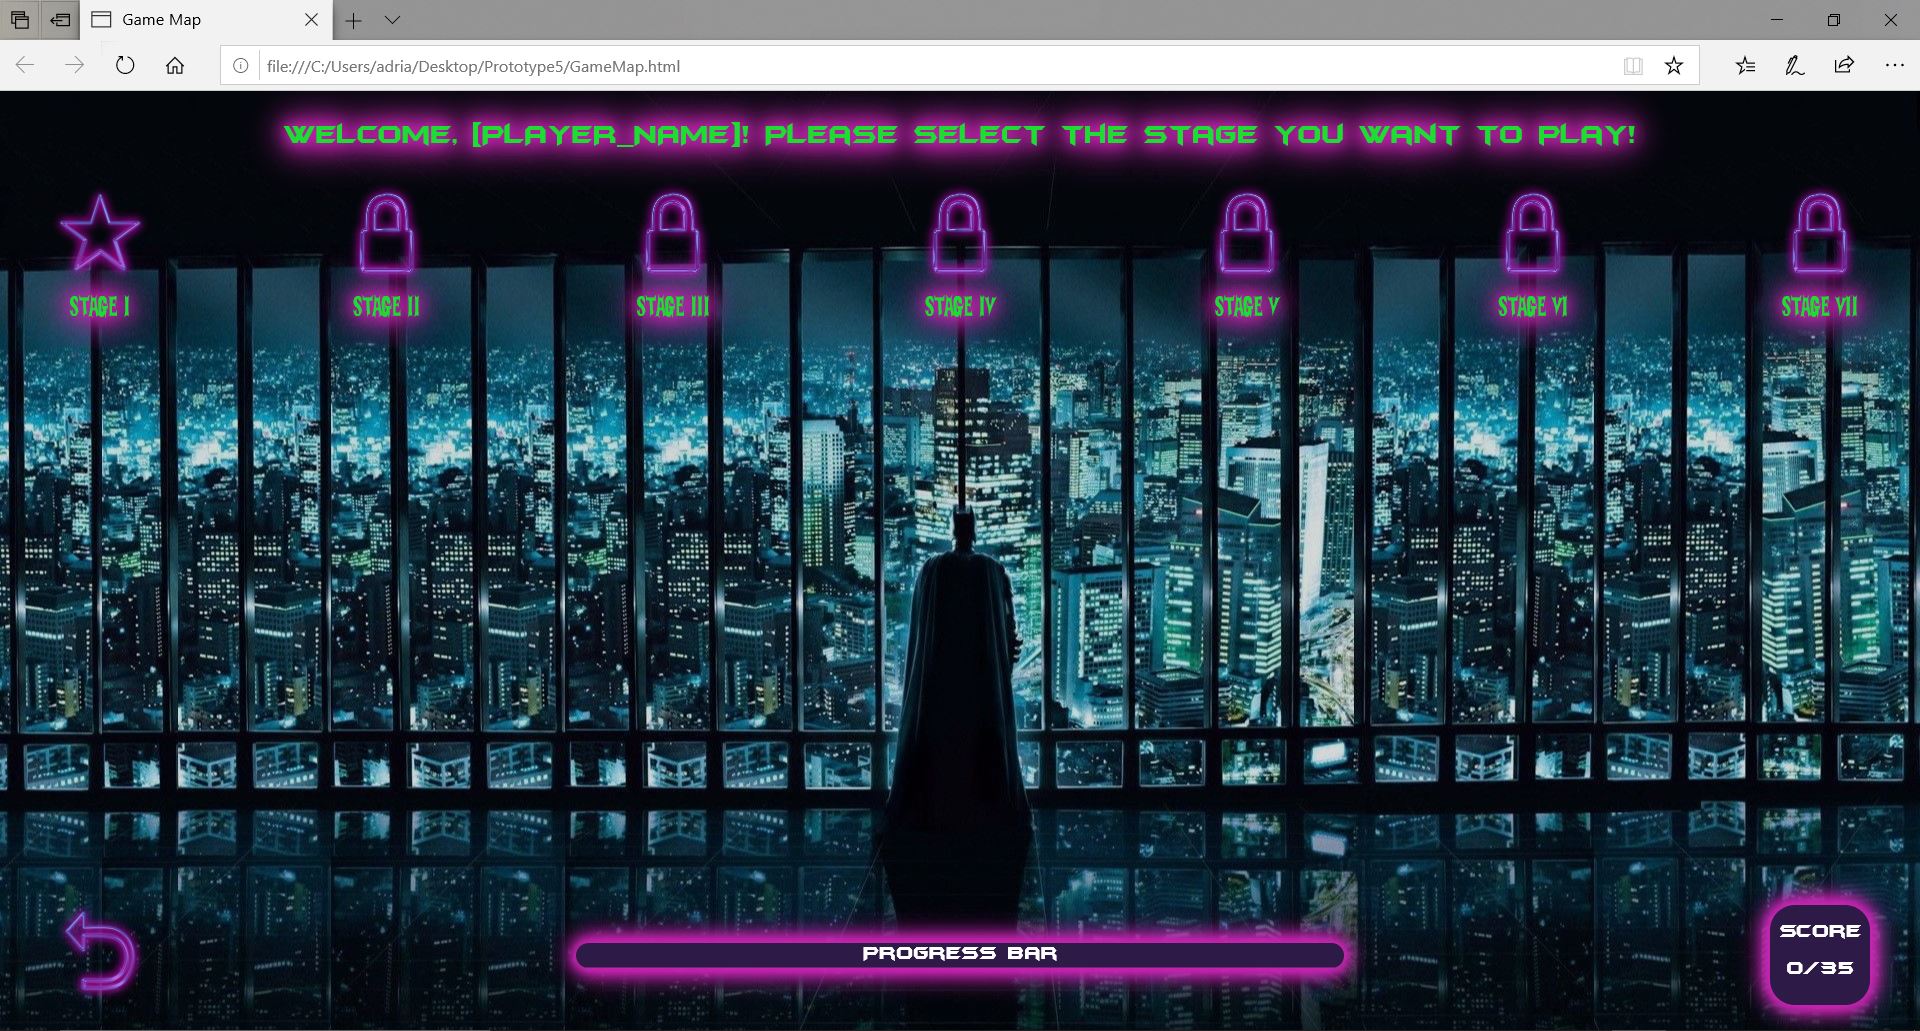 Game Map
file:///C:/Users/adria/Desktop/Prototype5/GameMap.html
WELCOME, [PLAYER_NAME]! PLEASE SELECT THE STAGE YOU WANT TO PLAY!
STAGE I
STAGE II
STAGE III
STAGE IV
STAGE V
STAGE VI
STAGE VII
PROGRESS BAR
SCORE
0/35